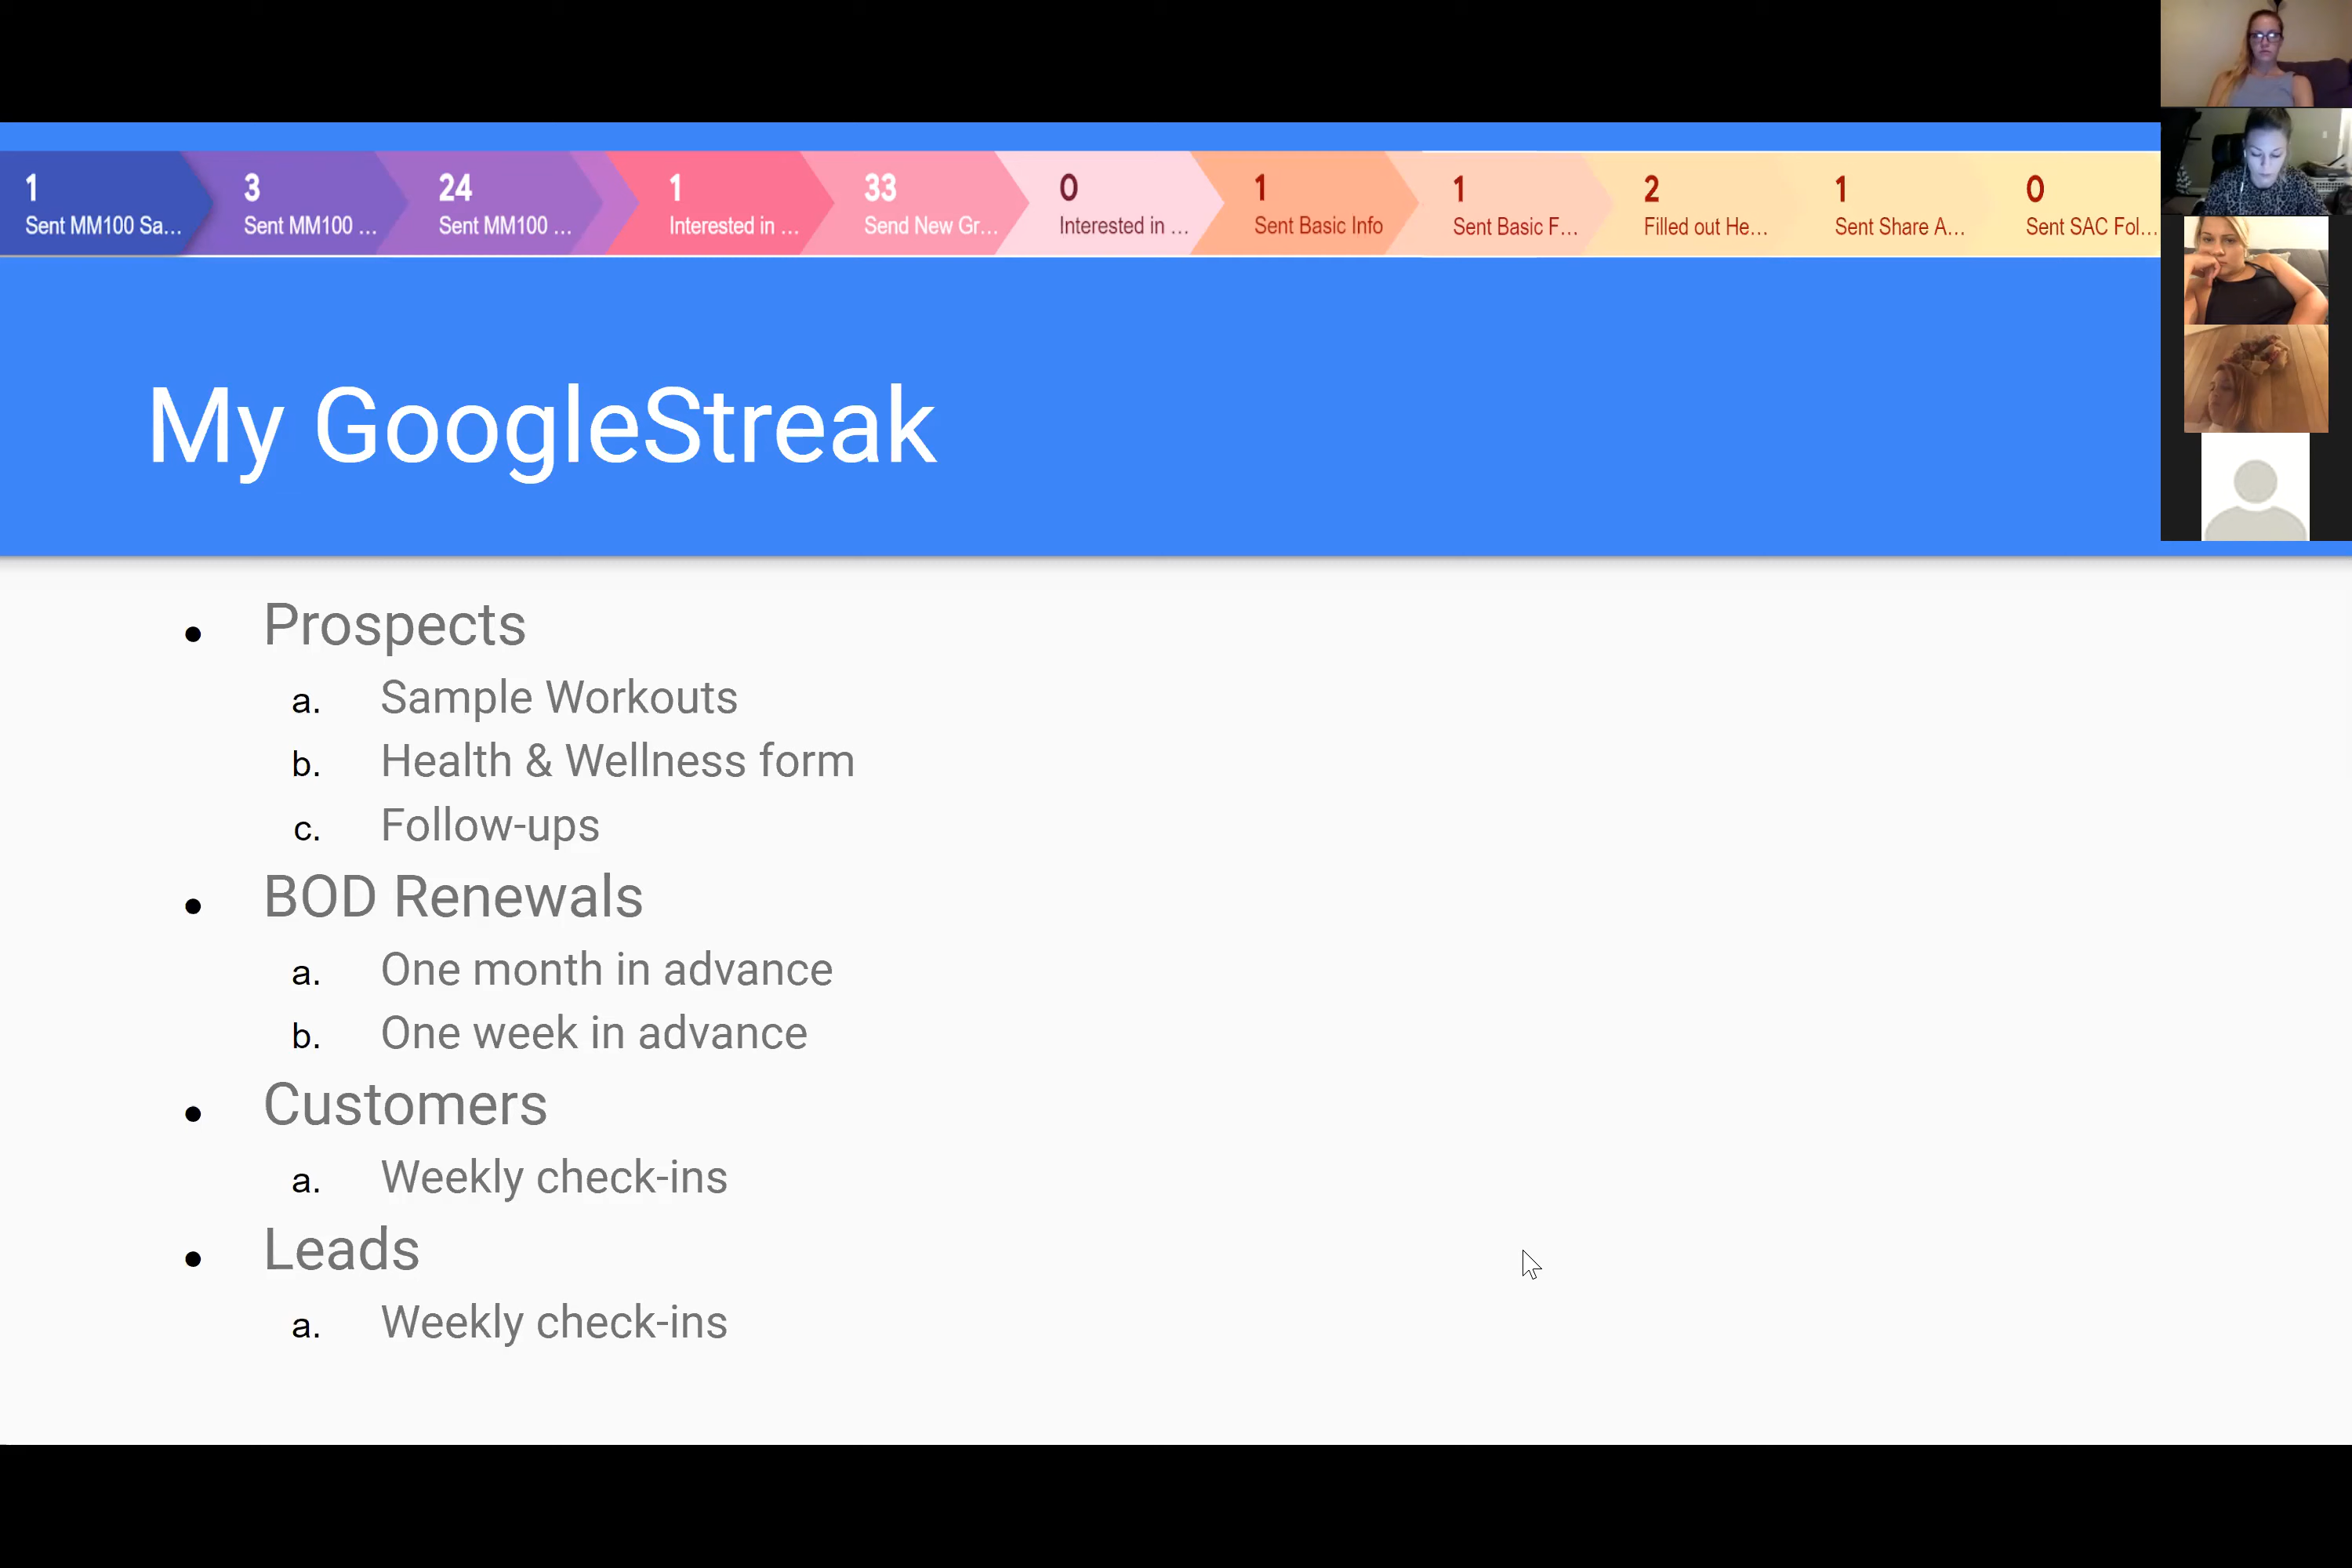 1
Sent MM100 Sa...
3
Sent MM100 ...
24
Sent MM100 ...
1
Interested in ...
33
Send New Gr...
0
Interested in ...
1
Sent Basic Info
1
Sent Basic F...
2
Filled out He...
1
Sent Share A...
0
Sent SAC Fol...
My GoogleStreak
● Prospects
a. Sample Workouts
b. Health & Wellness form
c. Follow-ups
● BOD Renewals
a. One month in advance
b. One week in advance
● Customers
a. Weekly check-ins
● Leads
a. Weekly check-ins